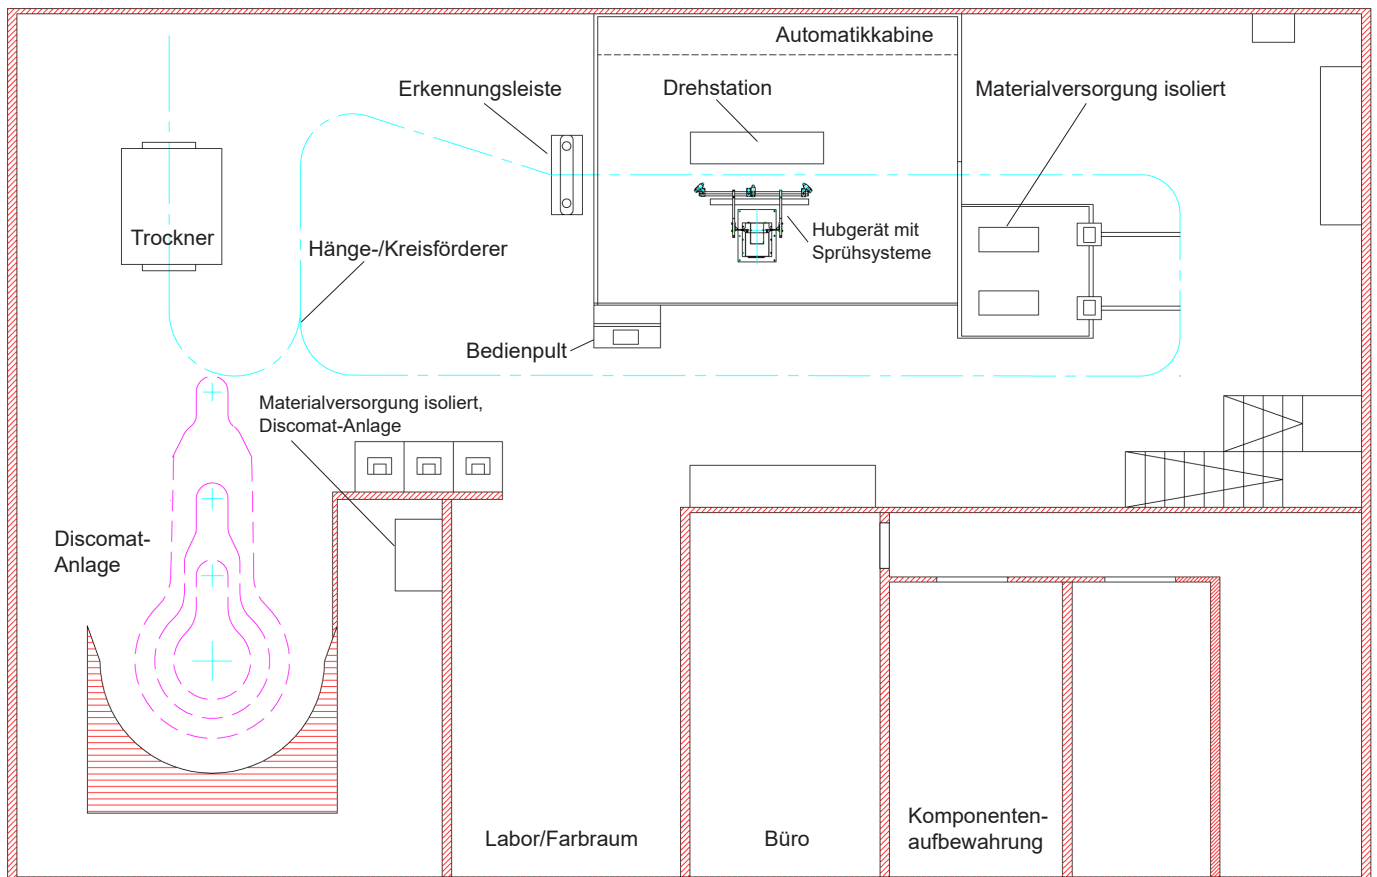 Automatikkabine
Erkennungsleiste
Drehstation
Materialversorgung isoliert
Trockner
Hänge-/Kreisförderer
Hubgerät mit
Sprühsysteme
Bedienpult
Materialversorgung isoliert,
Discomat-Anlage
Discomat-
Anlage
Labor/Farbraum
Büro
Komponenten-
aufbewahrung